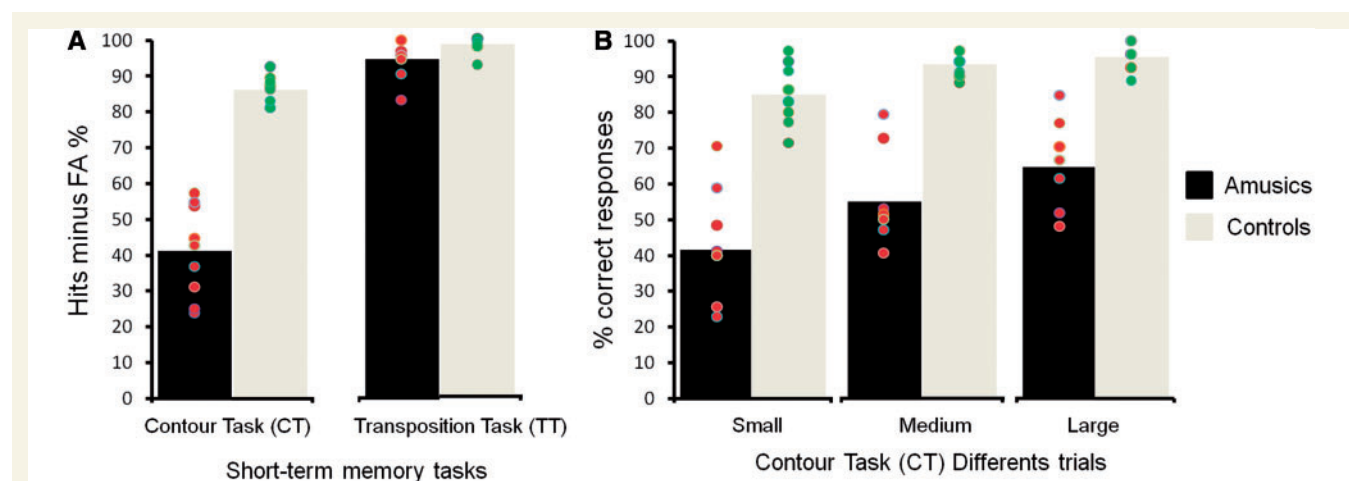 A
Hits minus FA %
100
90
80
70
60
50
40
30
20
10
0
Contour Task (CT)
Transposition Task (TT)
Short-term memory tasks
B
% correct responses
100
90
80
70
60
50
40
30
20
10
0
Small
Medium
Large
Contour Task (CT) Differents trials
Amusics
Controls